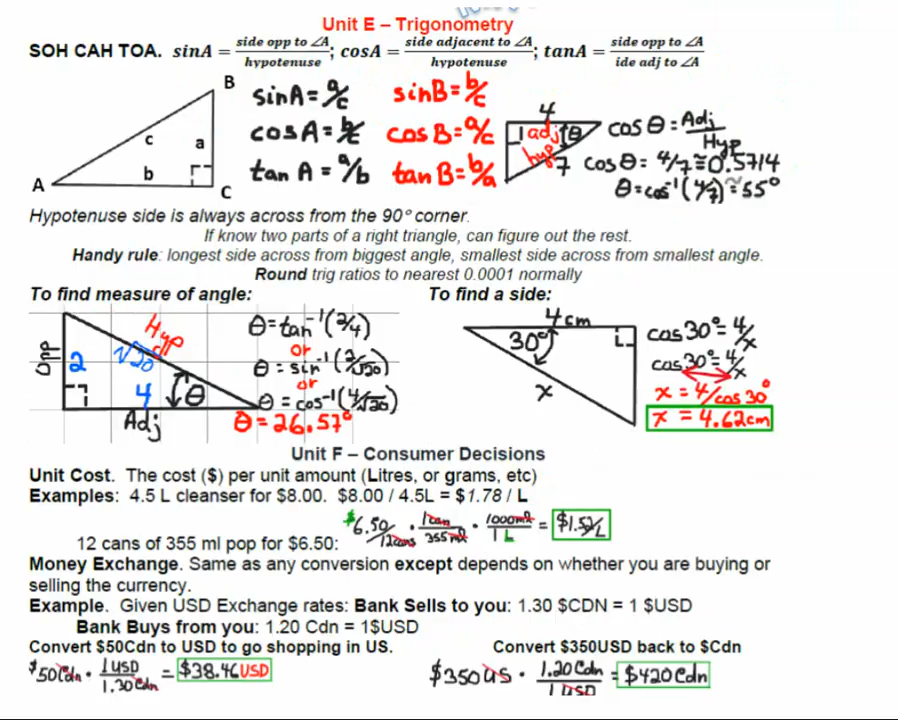 Unit E – Trigonometry
SOH CAH TOA. sinA = side opp to ∠A / hypotenuse; cosA = side adjacent to ∠A / hypotenuse; tanA = side opp to ∠A / ide adj to ∠A
B
c
a
b
A
C
sinA = a/c
cosA = b/c
tan A = a/b
sinB = b/c
cosB = a/c
tanB = b/a
4
adj θ
hyp
7
cos θ = Adj / Hyp
cos θ = 4/7 ≅ 0.5714
θ = cos⁻¹(4/7) ≅ 55°
Hypotenuse side is always across from the 90° corner.
If know two parts of a right triangle, can figure out the rest.
Handy rule: longest side across from biggest angle, smallest side across from smallest angle.
Round trig ratios to nearest 0.0001 normally
To find measure of angle:
Opp
2
Hyp
√20
4
θ
Adj
θ = tan⁻¹(2/4)
or
θ = sin⁻¹(2/√20)
or
θ = cos⁻¹(4/√20)
θ = 26.57°
To find a side:
4cm
30°
x
cos 30° = 4/x
cos 30° = 4/x
x = 4/cos 30°
x = 4.62cm
Unit F – Consumer Decisions
Unit Cost. The cost ($) per unit amount (Litres, or grams, etc)
Examples: 4.5 L cleanser for $8.00. $8.00 / 4.5L = $1.78 / L
12 cans of 355 ml pop for $6.50: $6.50/12cans · 1can/355ml · 1000ml/1L = $1.52/L
Money Exchange. Same as any conversion except depends on whether you are buying or
selling the currency.
Example. Given USD Exchange rates: Bank Sells to you: 1.30 $CDN = 1 $USD
Bank Buys from you: 1.20 Cdn = 1$USD
Convert $50Cdn to USD to go shopping in US.
$50Cdn · 1USD/1.30Cdn = $38.46USD
Convert $350USD back to $Cdn
$350US · 1.20Cdn/1USD = $420Cdn